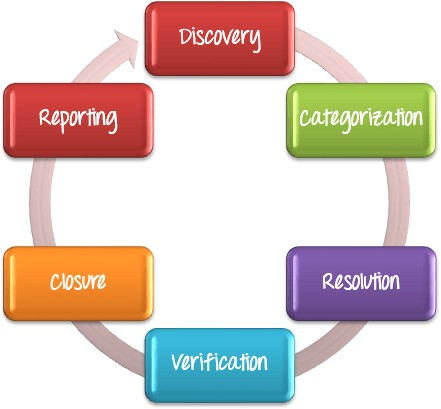 Discovery
Categorization
Resolution
Verification
Closure
Reporting